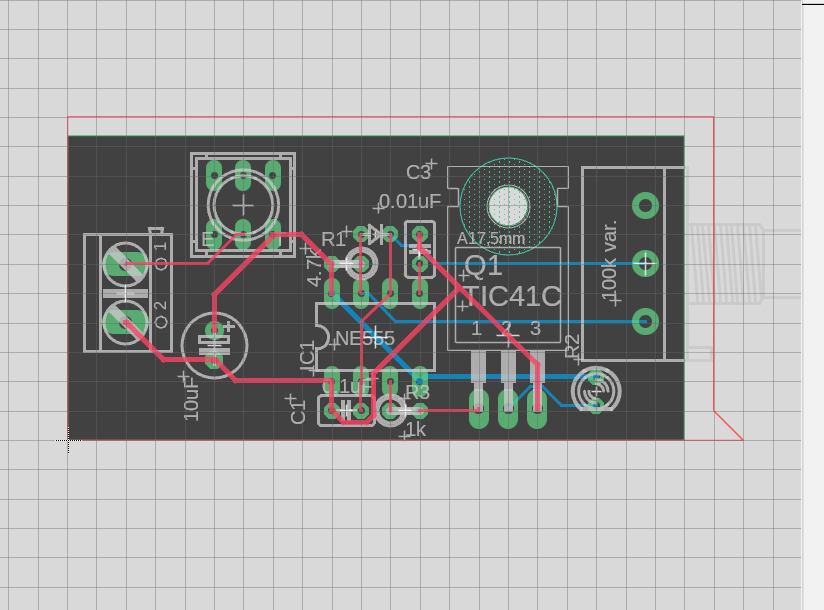 C3
0.01uF
E
R1
A17,5mm
1
4.7k
Q1
100k var.
TIC41C
2
1 2 3
NE555
R2
IC1
0.1uF
10uF
C1
R3
1k